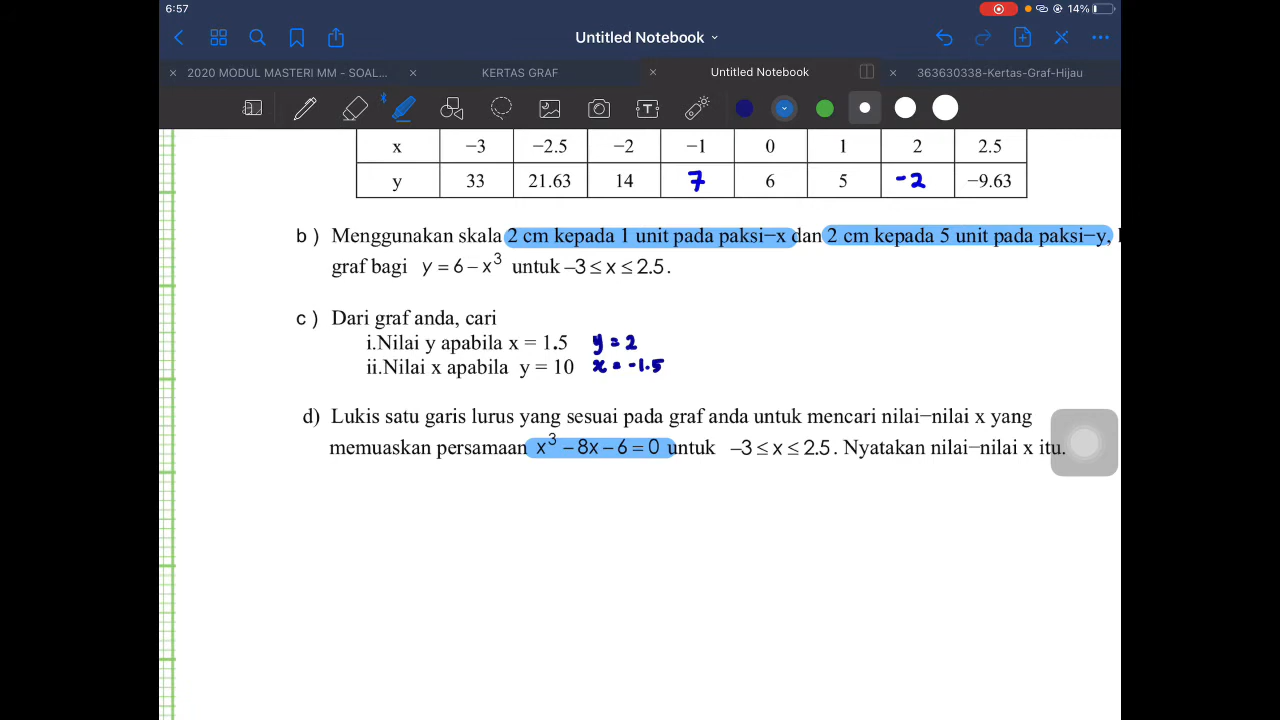 6:57
14%
Untitled Notebook
2020 MODUL MASTERI MM - SOAL...
KERTAS GRAF
Untitled Notebook
363630338-Kertas-Graf-Hijau
x −3 −2.5 −2 −1 0 1 2 2.5
y 33 21.63 14 7 6 5 -2 −9.63
b ) Menggunakan skala 2 cm kepada 1 unit pada paksi−x dan 2 cm kepada 5 unit pada paksi−y,
graf bagi y = 6 − x³ untuk −3 ≤ x ≤ 2.5 .
c ) Dari graf anda, cari
i.Nilai y apabila x = 1.5 y = 2
ii.Nilai x apabila y = 10 x = -1.5
d) Lukis satu garis lurus yang sesuai pada graf anda untuk mencari nilai−nilai x yang
memuaskan persamaan x³ − 8x − 6 = 0 untuk −3 ≤ x ≤ 2.5 . Nyatakan nilai−nilai x itu.